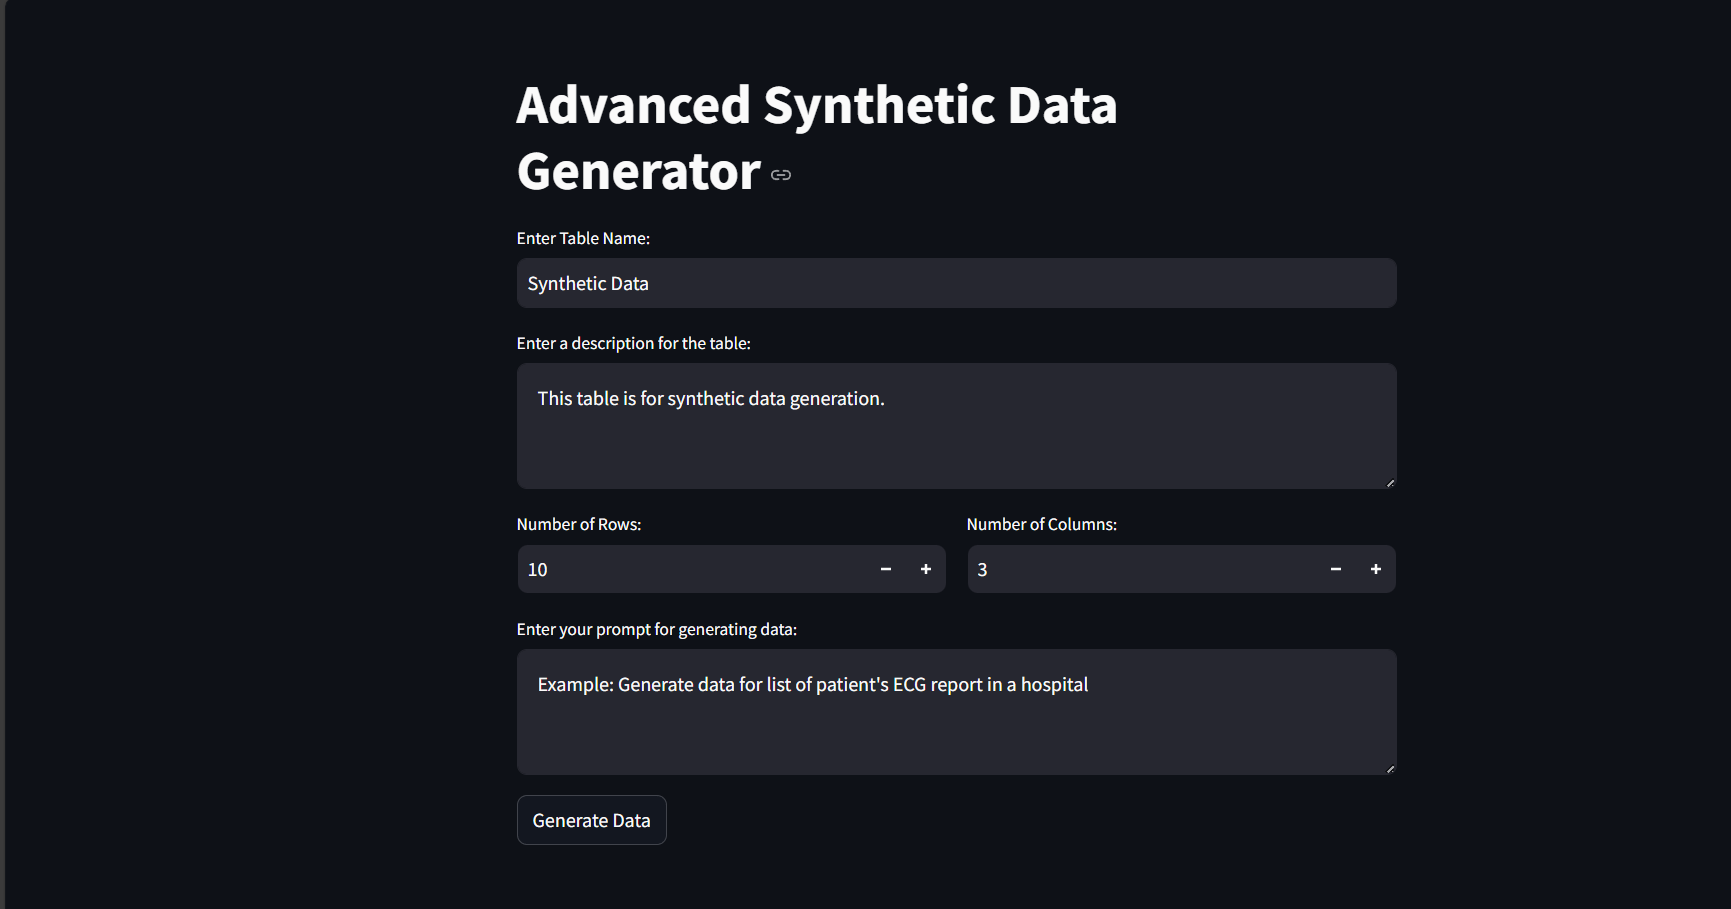 Advanced Synthetic Data
Generator
Enter Table Name:
Synthetic Data
Enter a description for the table:
This table is for synthetic data generation.
Number of Rows:
Number of Columns:
10
3
Enter your prompt for generating data:
Example: Generate data for list of patient's ECG report in a hospital
Generate Data